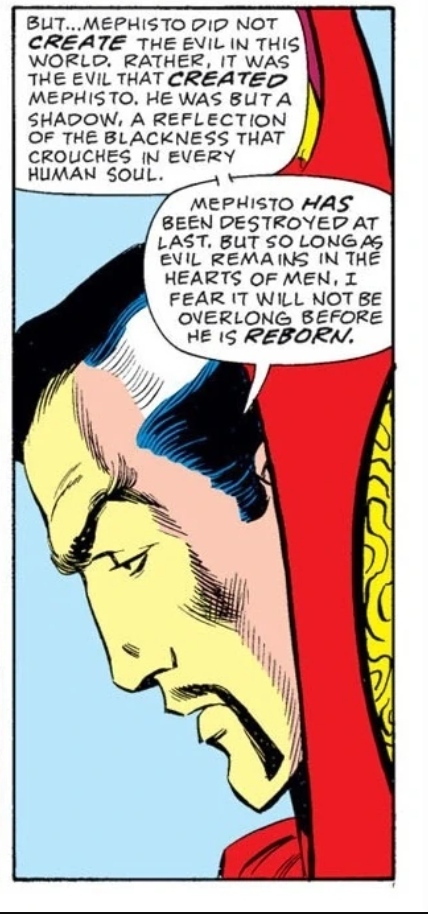 BUT...MEPHISTO DID NOT
CREATE THE EVIL IN THIS
WORLD. RATHER, IT WAS
THE EVIL THAT CREATED
MEPHISTO. HE WAS BUT A
SHADOW, A REFLECTION
OF THE BLACKNESS THAT
CROUCHES IN EVERY
HUMAN SOUL.
MEPHISTO HAS
BEEN DESTROYED AT
LAST. BUT SO LONG AS
EVIL REMAINS IN THE
HEARTS OF MEN, I
FEAR IT WILL NOT BE
OVERLONG BEFORE
HE IS REBORN.